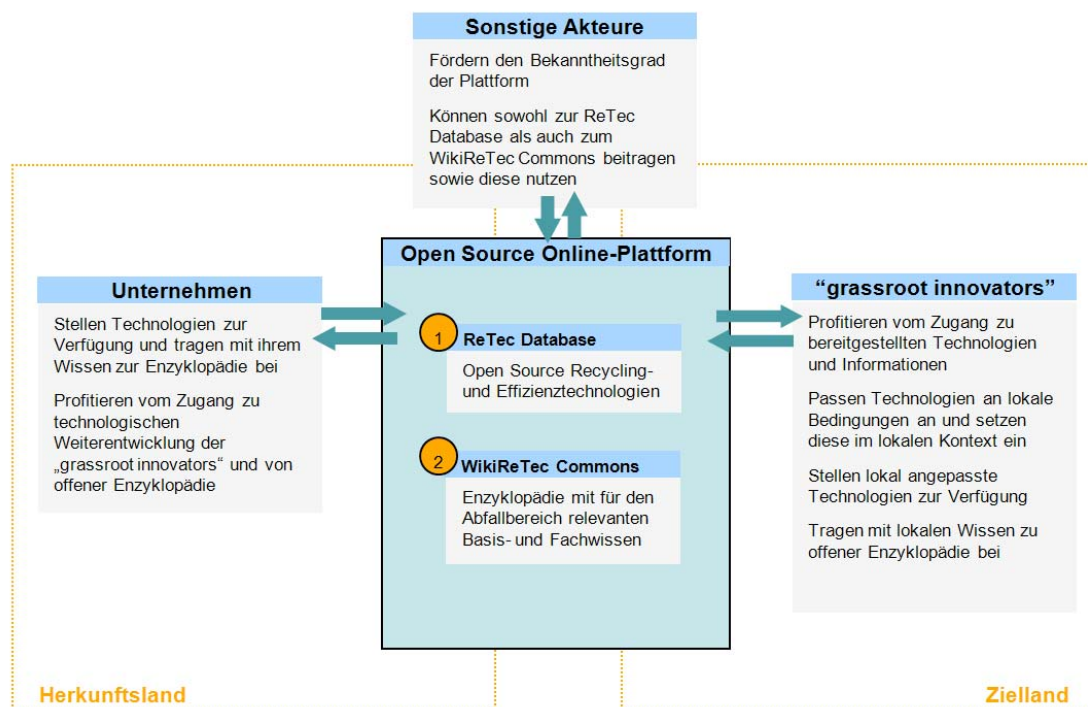 Sonstige Akteure
Fördern den Bekanntheitsgrad
der Plattform
Können sowohl zur ReTec
Database als auch zum
WikiReTec Commons beitragen
sowie diese nutzen
Open Source Online-Plattform
Unternehmen
Stellen Technologien zur
Verfügung und tragen mit ihrem
Wissen zur Enzyklopädie bei
Profitieren vom Zugang zu
technologischen
Weiterentwicklung der
„grassroot innovators“ und von
offener Enzyklopädie
1
ReTec Database
Open Source Recycling-
und Effizienztechnologien
2
WikiReTec Commons
Enzyklopädie mit für den
Abfallbereich relevanten
Basis- und Fachwissen
“grassroot innovators”
Profitieren vom Zugang zu
bereitgestellten Technologien
und Informationen
Passen Technologien an lokale
Bedingungen an und setzen
diese im lokalen Kontext ein
Stellen lokal angepasste
Technologien zur Verfügung
Tragen mit lokalen Wissen zu
offener Enzyklopädie bei
Herkunftsland
Zielland